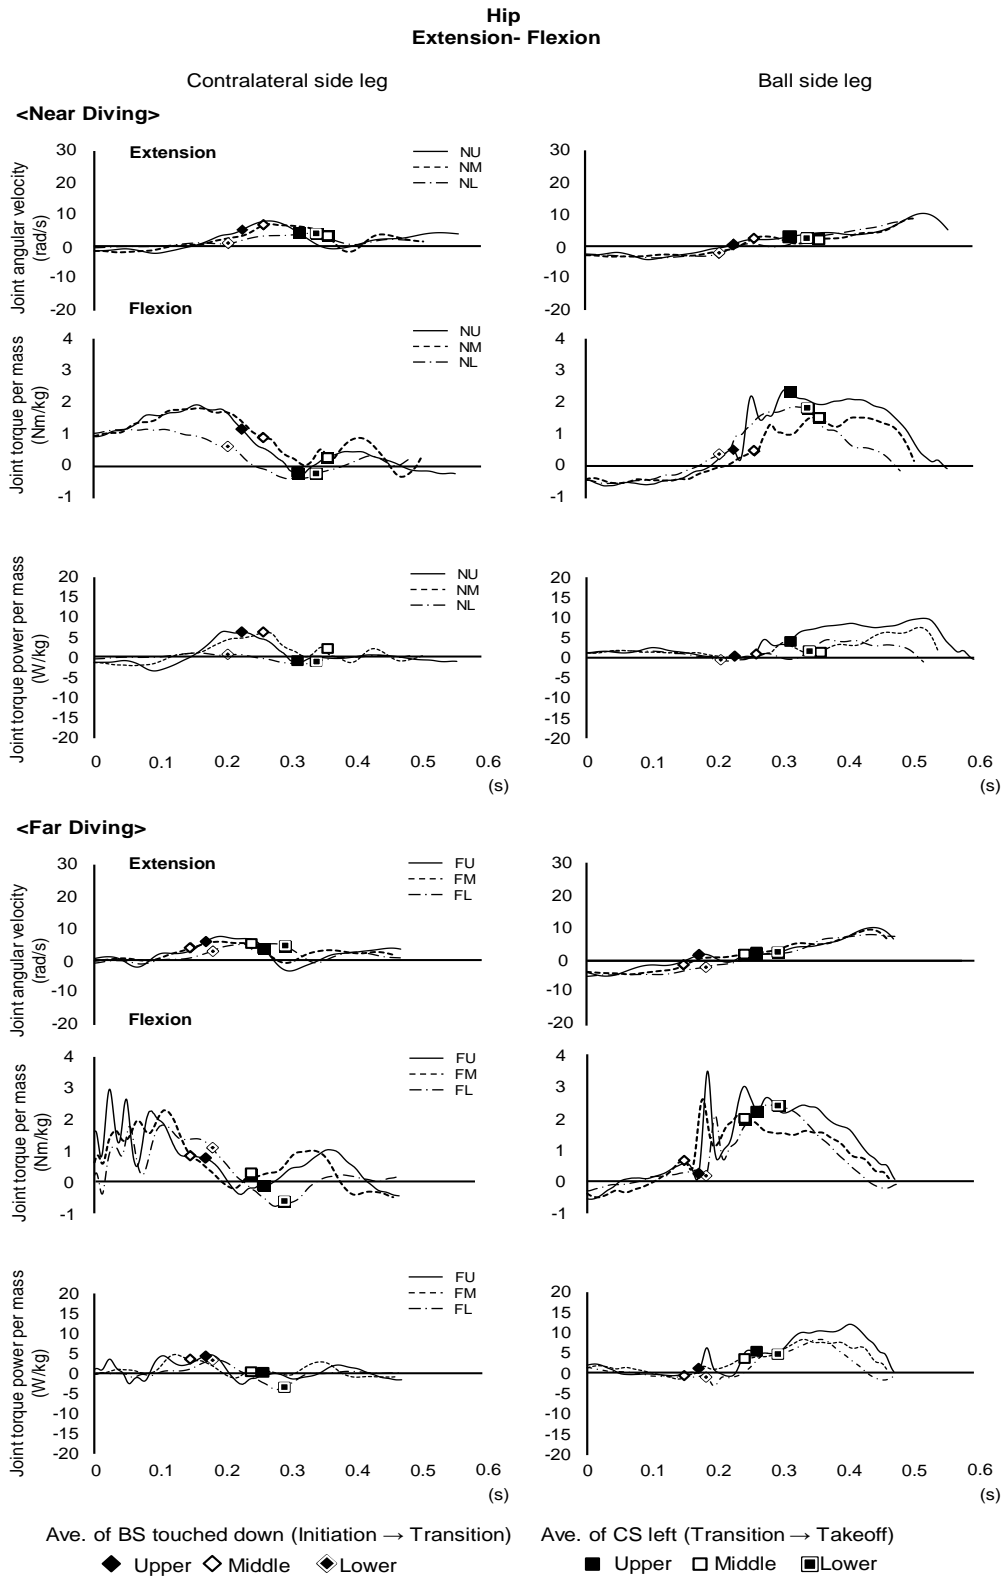 Hip
Extension- Flexion
Contralateral side leg
Ball side leg
<Near Diving>
Joint angular velocity
(rad/s)
30
20
10
0
-10
-20
Extension
Flexion
NU
NM
NL
30
20
10
0
-10
-20
Joint torque per mass
(Nm/kg)
4
3
2
1
0
-1
NU
NM
NL
4
3
2
1
0
-1
Joint torque power per mass
(W/kg)
20
15
10
5
0
-5
-10
-15
-20
NU
NM
NL
0 0.1 0.2 0.3 0.4 0.5 0.6
(s)
20
15
10
5
0
-5
-10
-15
-20
0 0.1 0.2 0.3 0.4 0.5 0.6
(s)
<Far Diving>
Joint angular velocity
(rad/s)
30
20
10
0
-10
-20
Extension
Flexion
FU
FM
FL
30
20
10
0
-10
-20
Joint torque per mass
(Nm/kg)
4
3
2
1
0
-1
FU
FM
FL
4
3
2
1
0
-1
Joint torque power per mass
(W/kg)
20
15
10
5
0
-5
-10
-15
-20
FU
FM
FL
0 0.1 0.2 0.3 0.4 0.5 0.6
(s)
20
15
10
5
0
-5
-10
-15
-20
0 0.1 0.2 0.3 0.4 0.5 0.6
(s)
Ave. of BS touched down (Initiation → Transition)
Upper Middle Lower
Ave. of CS left (Transition → Takeoff)
Upper Middle Lower